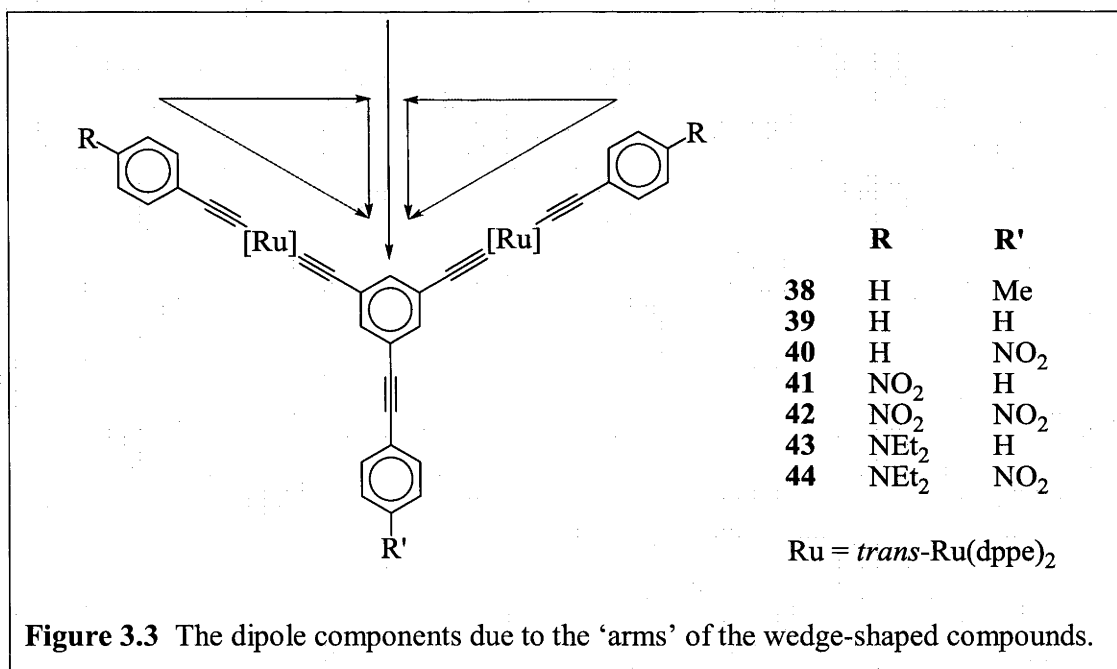 R
R
[Ru]
[Ru]
R'
R R'
38 H Me
39 H H
40 H NO2
41 NO2 H
42 NO2 NO2
43 NEt2 H
44 NEt2 NO2
Ru = trans-Ru(dppe)2
Figure 3.3 The dipole components due to the ‘arms’ of the wedge-shaped compounds.